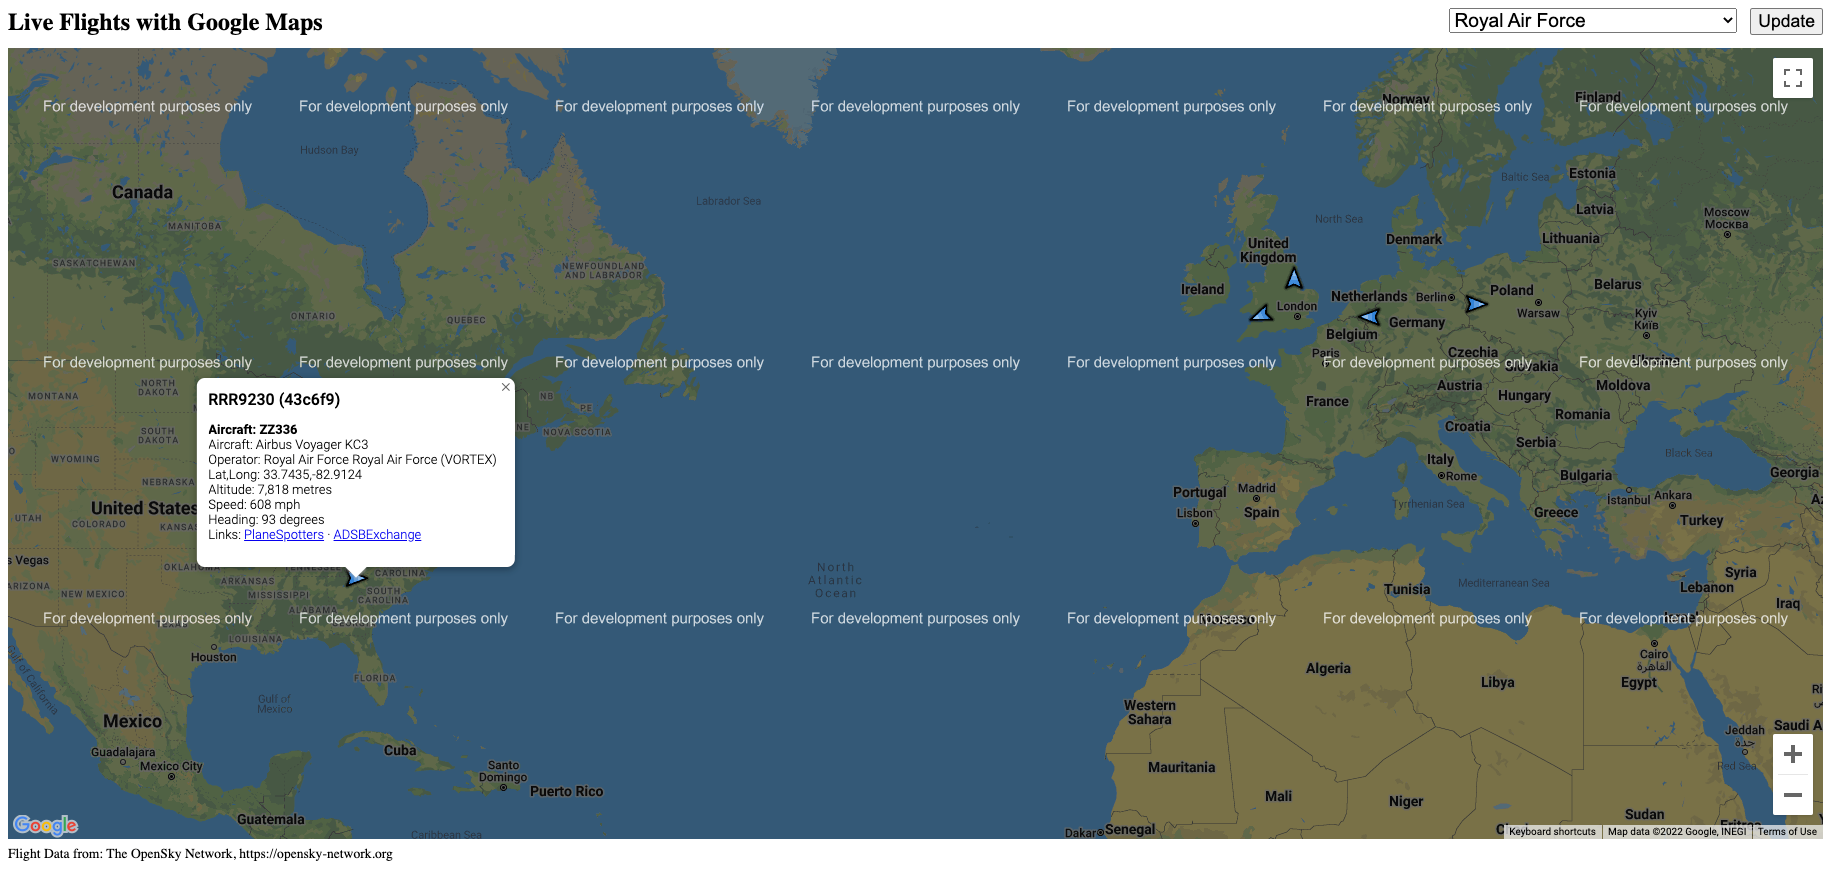 Live Flights with Google Maps
Royal Air Force
Update
For development purposes only
For development purposes only
For development purposes only
For development purposes only
For development purposes only
For development purposes only
For development purposes only
Norway
Finland
Hudson Bay
Canada
Labrador Sea
Baltic Sea
Estonia
Latvia
Moscow
Москва
North Sea
MANITOBA
Denmark
Lithuania
United
Kingdom
SASKATCHEWAN
NEWFOUNDLAND
AND LABRADOR
Ireland
Netherlands
Berlin
Poland
Belarus
London
Warsaw
ONTARIO
QUEBEC
Belgium
Germany
Kyiv
Київ
Paris
Czechia
For development purposes only
For development purposes only
For development purposes only
For development purposes only
For development purposes only
For development purposes only
For development purposes only
Slovakia
Ukraine
NORTH
DAKOTA
MONTANA
Austria
Moldova
Hungary
France
Romania
NB
PE
NOVA SCOTIA
Croatia
SOUTH
DAKOTA
WYOMING
Serbia
Black Sea
Italy
Rome
Bulgaria
Georgia
NEBRASKA
Portugal
Madrid
Spain
Lisbon
İstanbul
Ankara
Tyrrhenian Sea
Greece
Turkey
United States
UTAH
COLORADO
KANSAS
RRR9230 (43c6f9)
Aircraft: ZZ336
Aircraft: Airbus Voyager KC3
Operator: Royal Air Force Royal Air Force (VORTEX)
Lat,Long: 33.7435,-82.9124
Altitude: 7,818 metres
Speed: 608 mph
Heading: 93 degrees
Links: PlaneSpotters · ADSBExchange
Vegas
OKLAHOMA
TENNESSEE
CAROLINA
ARKANSAS
ARIZONA
NEW MEXICO
MISSISSIPPI
SOUTH
CAROLINA
ALABAMA
North
Atlantic
Ocean
Tunisia
Mediterranean Sea
Syria
Lebanon
Iraq
Israel
Morocco
For development purposes only
For development purposes only
For development purposes only
For development purposes only
For development purposes only
For development purposes only
For development purposes only
TEXAS
GEORGIA
LOUISIANA
Houston
Cairo
القاهرة
Egypt
Algeria
Libya
FLORIDA
Gulf of California
Gulf of
Mexico
Western
Sahara
Mexico
Guadalajara
Mexico City
Cuba
Santo
Domingo
Puerto Rico
Jeddah
جدة
Red Sea
Saudi A
Mauritania
Mali
Niger
Sudan
Guatemala
Caribbean Sea
Dakar
Senegal
Google
Keyboard shortcuts
Map data ©2022 Google, INEGI
Terms of Use
Flight Data from: The OpenSky Network, https://opensky-network.org